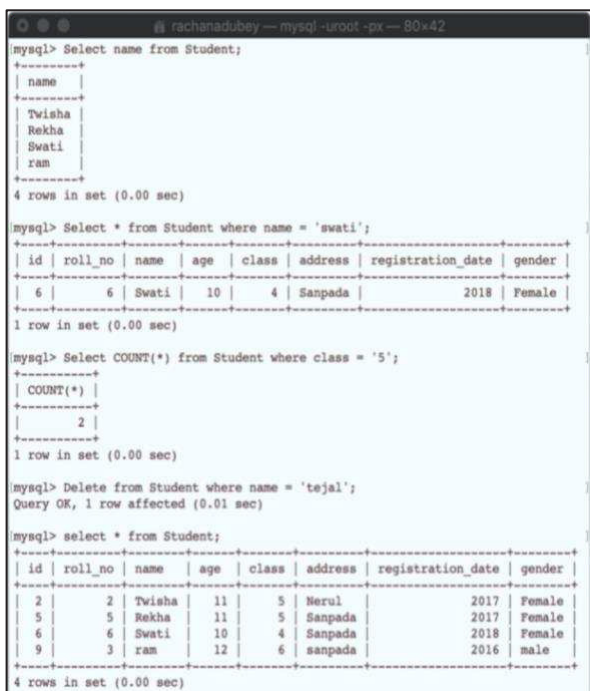 rachanadubey — mysql -uroot -px — 80×42
[mysql> Select name from Student; ]
+--------+
| name   |
+--------+
| Twisha |
| Rekha  |
| Swati  |
| ram    |
+--------+
4 rows in set (0.00 sec)
[mysql> Select * from Student where name = 'swati'; ]
+----+---------+-------+------+-------+---------+-------------------+--------+
| id | roll_no | name  | age  | class | address | registration_date | gender |
+----+---------+-------+------+-------+---------+-------------------+--------+
|  6 |       6 | Swati |   10 |     4 | Sanpada |              2018 | Female |
+----+---------+-------+------+-------+---------+-------------------+--------+
1 row in set (0.00 sec)
[mysql> Select COUNT(*) from Student where class = '5'; ]
+----------+
| COUNT(*) |
+----------+
|        2 |
+----------+
1 row in set (0.00 sec)
[mysql> Delete from Student where name = 'tejal'; ]
Query OK, 1 row affected (0.01 sec)
[mysql> select * from Student; ]
+----+---------+--------+------+-------+---------+-------------------+--------+
| id | roll_no | name   | age  | class | address | registration_date | gender |
+----+---------+--------+------+-------+---------+-------------------+--------+
|  2 |       2 | Twisha |   11 |     5 | Nerul   |              2017 | Female |
|  5 |       5 | Rekha  |   11 |     5 | Sanpada |              2017 | Female |
|  6 |       6 | Swati  |   10 |     4 | Sanpada |              2018 | Female |
|  9 |       3 | ram    |   12 |     6 | sanpada |              2016 | male   |
+----+---------+--------+------+-------+---------+-------------------+--------+
4 rows in set (0.00 sec)